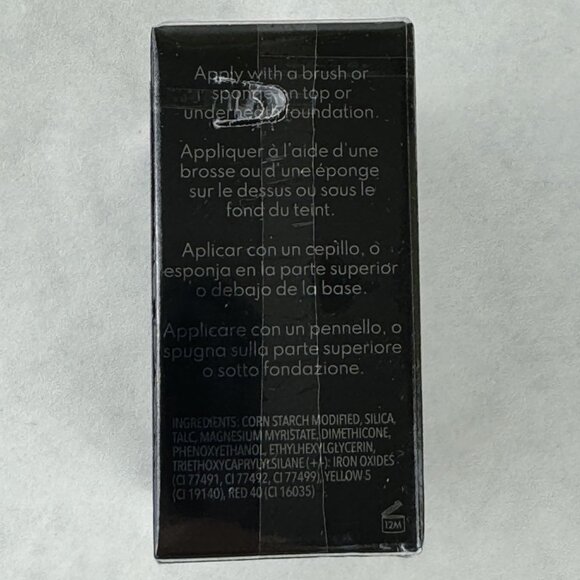 Apply with a brush or
sponge on top or
underneath foundation.
Appliquer à l'aide d'une
brosse ou d'une éponge
sur le dessus ou sous le
fond du teint.
Aplicar con un cepillo, o
esponja en la parte superior
o debajo de la base.
Applicare con un pennello, o
spugna sulla parte superiore
o sotto fondazione.
INGREDIENTS: CORN STARCH MODIFIED, SILICA,
TALC, MAGNESIUM MYRISTATE, DIMETHICONE,
PHENOXYETHANOL, ETHYLHEXYLGLYCERIN,
TRIETHOXYCAPRYLYLSILANE (+/-): IRON OXIDES
(CI 77491, CI 77492, CI 77499), YELLOW 5
(CI 19140), RED 40 (CI 16035)
12M